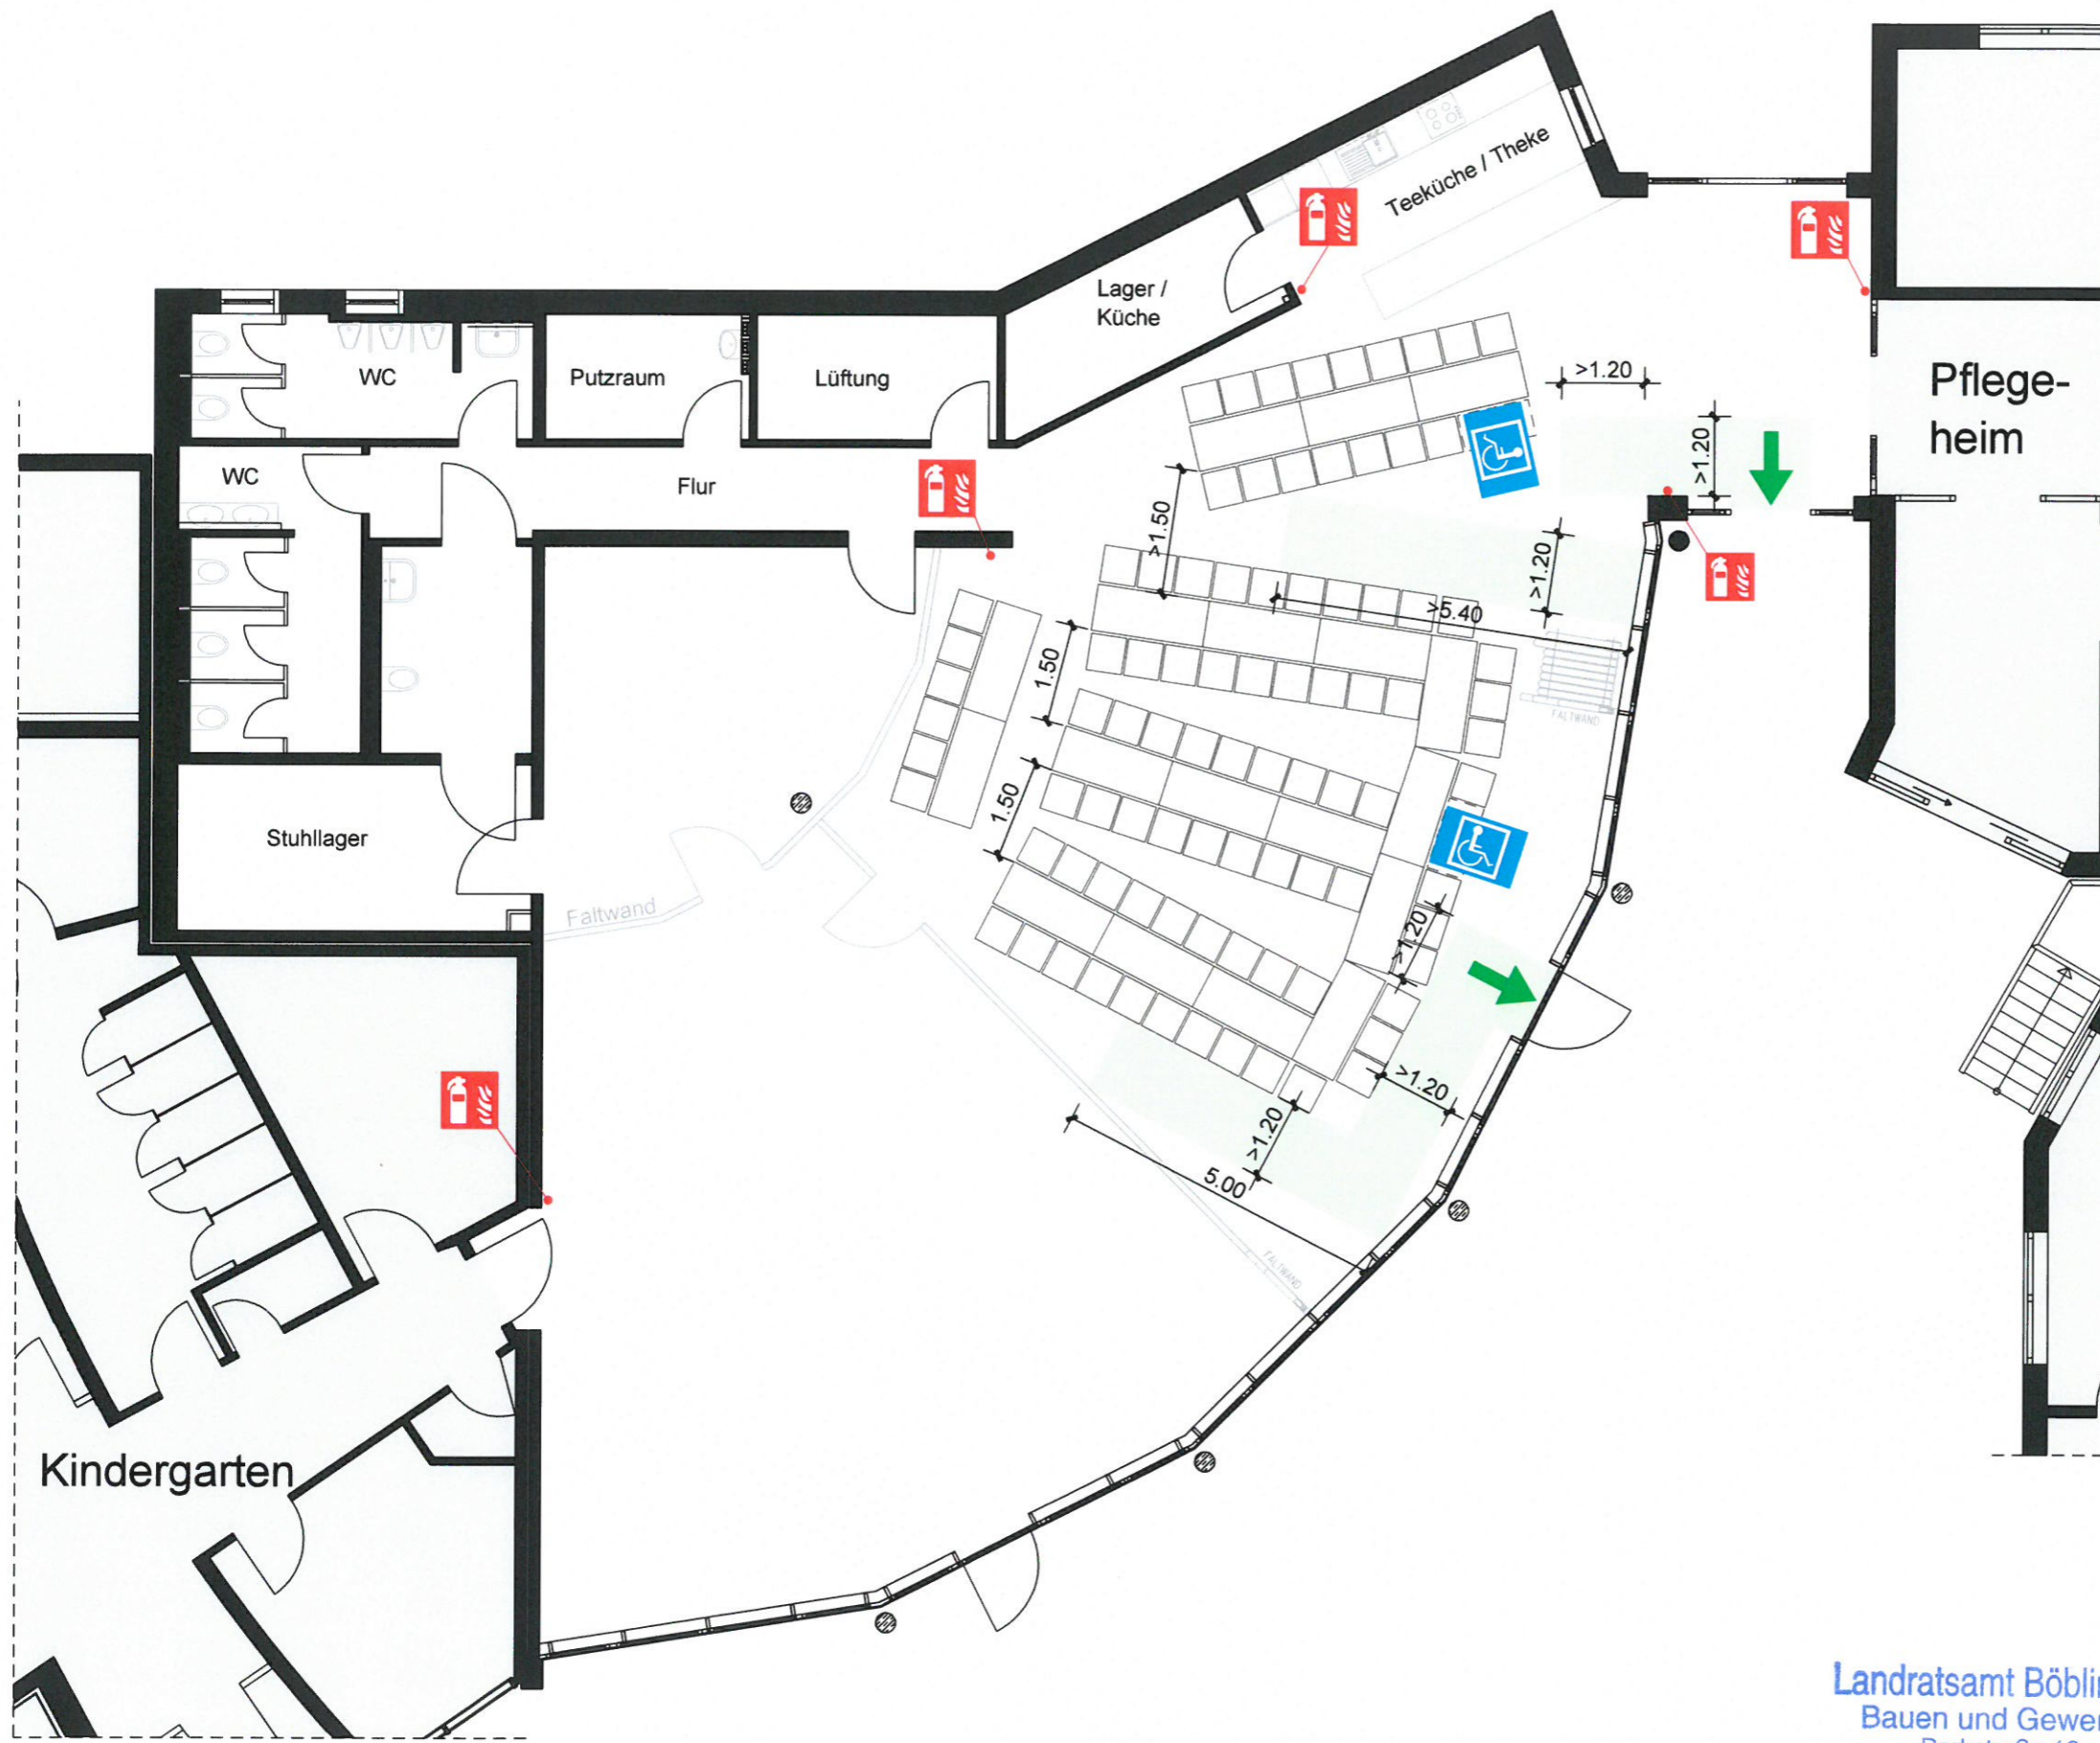 Teeküche / Theke
Lager /
Küche
WC
Putzraum
Lüftung
>1.20
Pflege-
heim
>1.20
WC
Flur
>1.50
>1.20
>5.40
1.50
FALTWAND
1.50
Stuhllager
Faltwand
>1.20
>1.20
>1.20
5.00
FALTWAND
Kindergarten
Landratsamt
Bauen und